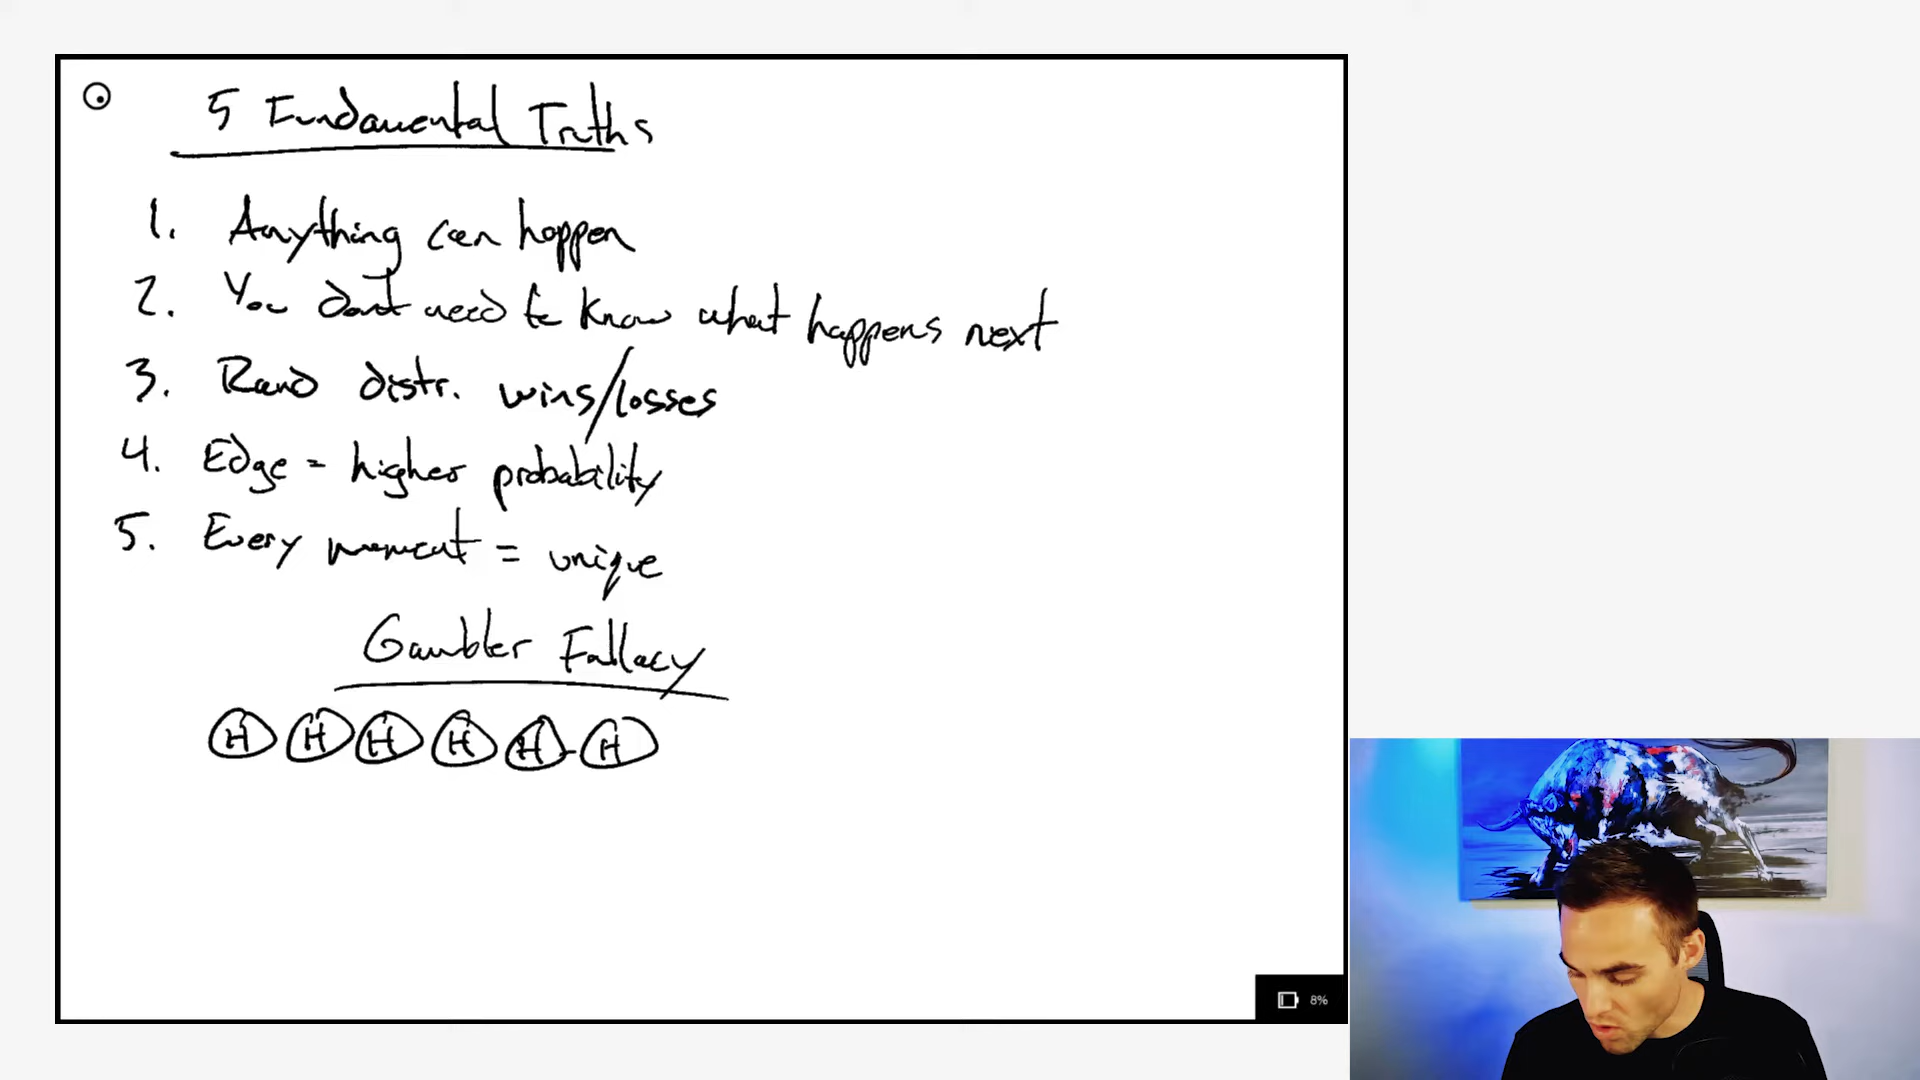 5 Fundamental Truths
1. Anything can happen
2. You don't need to know what happens next
3. Rand distr. wins/losses
4. Edge = higher probability
5. Every moment = unique
Gambler Fallacy
H H H H H H
8%